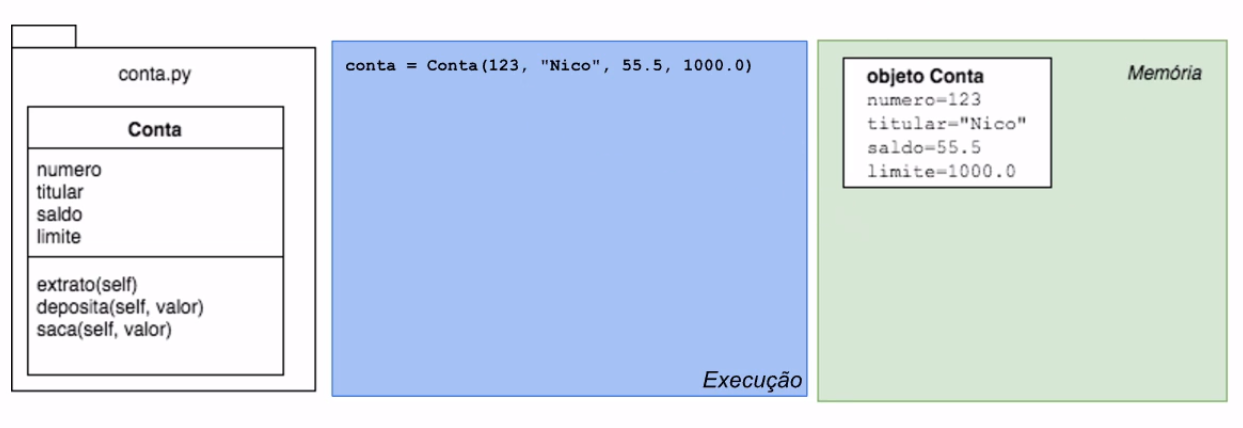 conta.py
Conta
numero
titular
saldo
limite
extrato(self)
deposita(self, valor)
saca(self, valor)
conta = Conta(123, "Nico", 55.5, 1000.0)
Execução
objeto Conta
numero=123
titular="Nico"
saldo=55.5
limite=1000.0
Memória